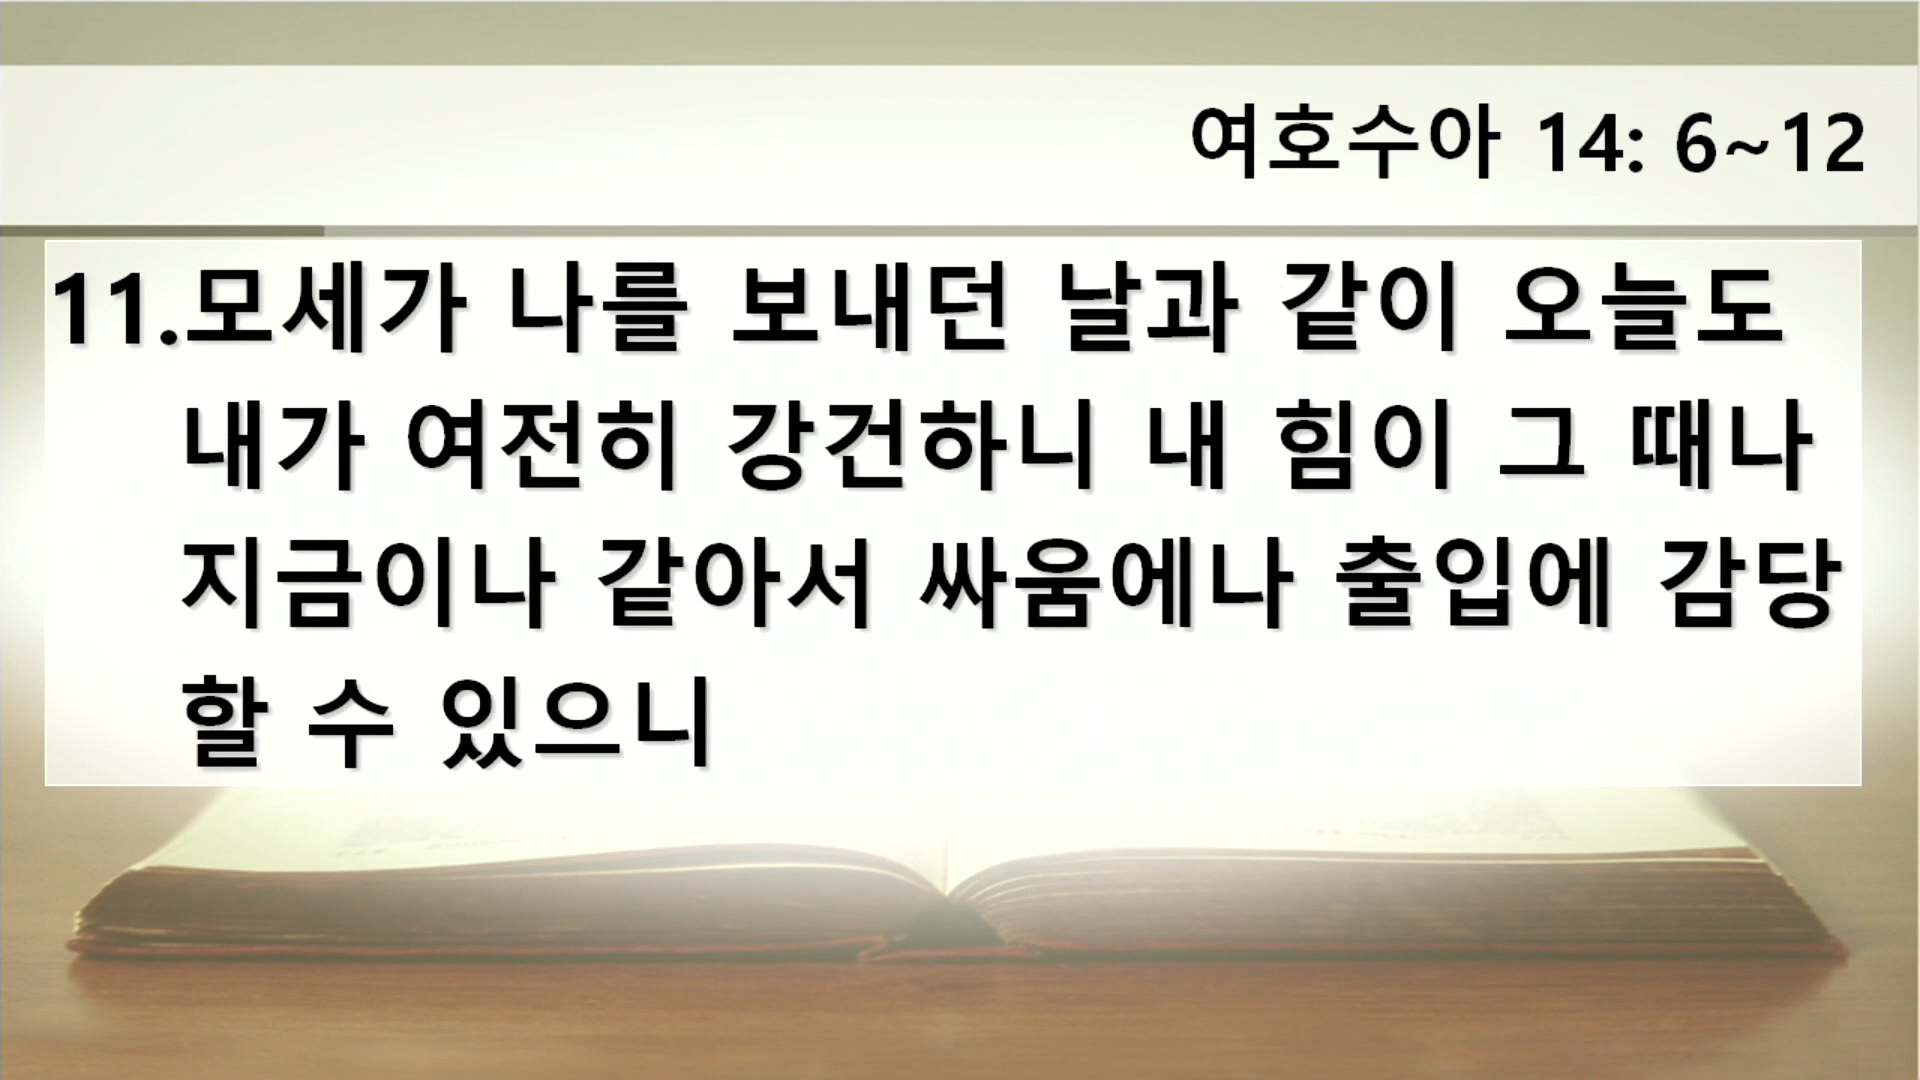 여호수아 14: 6~12
11.모세가 나를 보내던 날과 같이 오늘도
내가 여전히 강건하니 내 힘이 그 때나
지금이나 같아서 싸움에나 출입에 감당
할 수 있으니